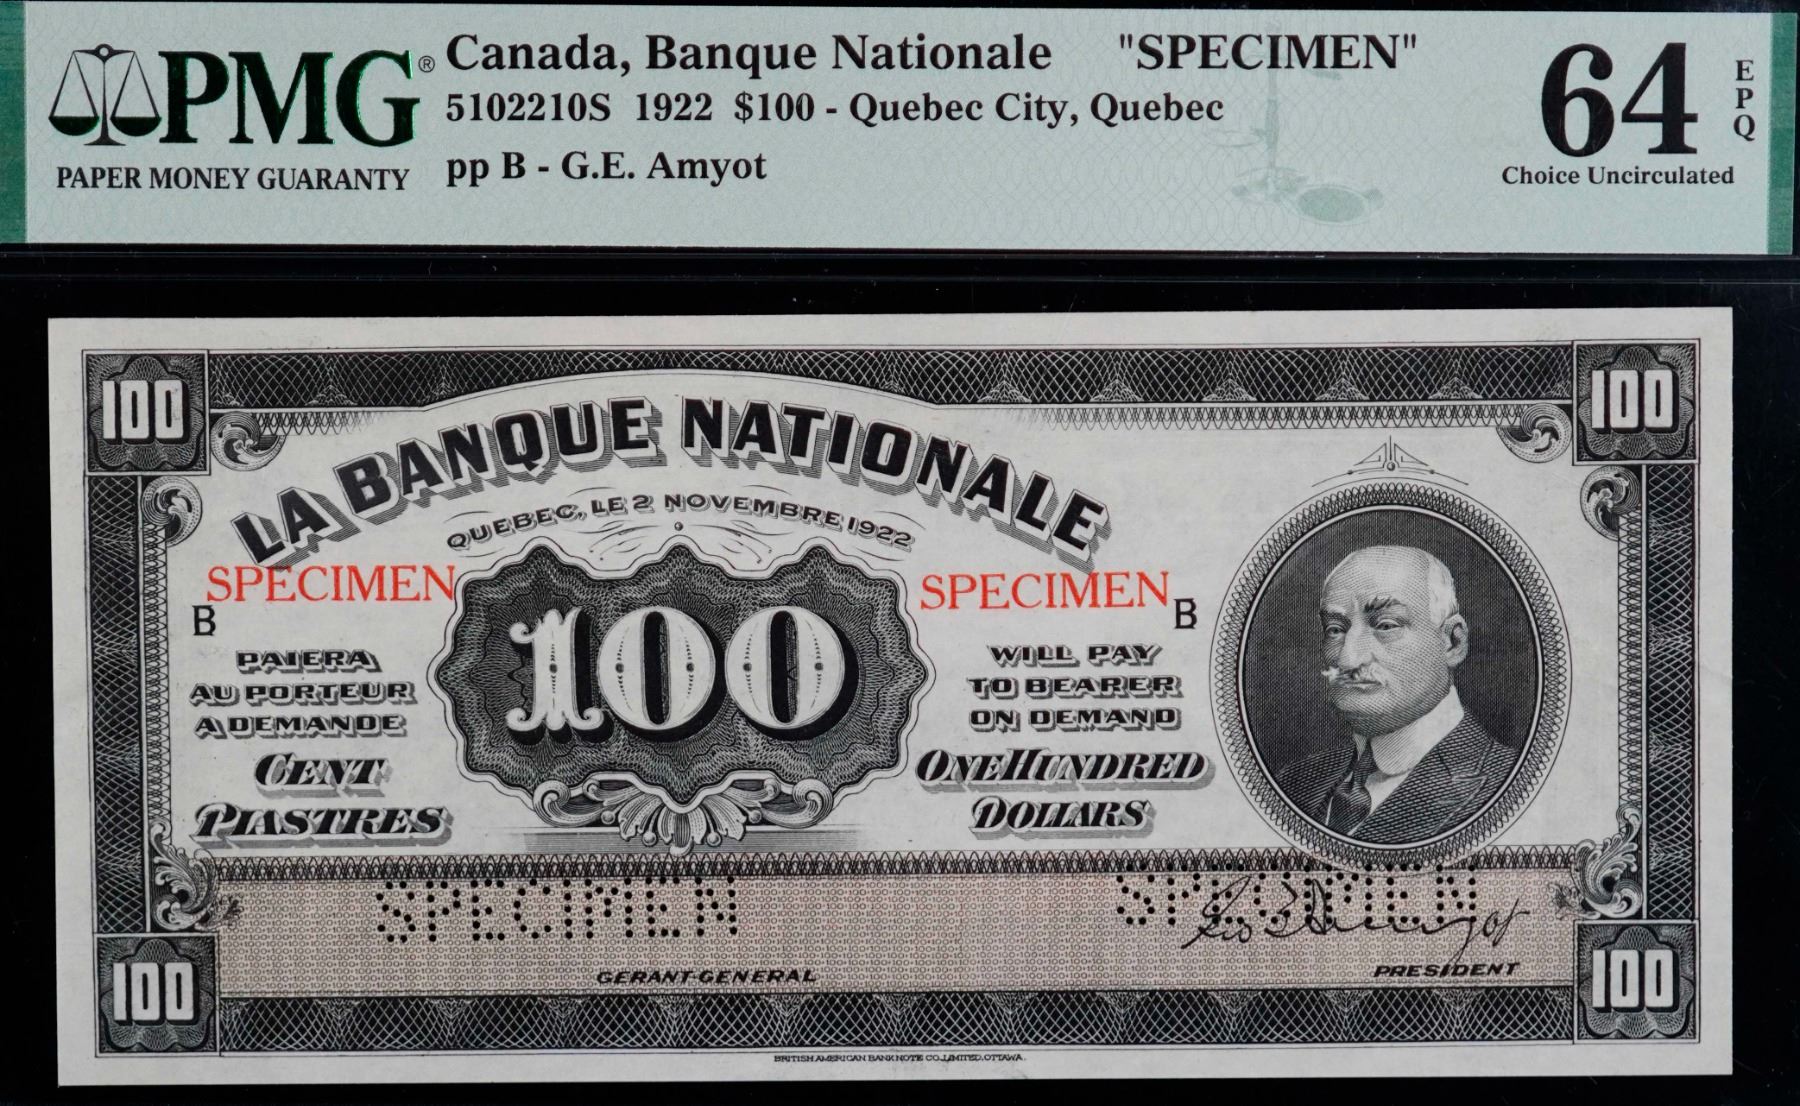 PMG®
PAPER MONEY GUARANTY
Canada, Banque Nationale "SPECIMEN"
5102210S 1922 $100 - Quebec City, Quebec
pp B - G.E. Amyot
64
EPQ
Choice Uncirculated
100
100
LA BANQUE NATIONALE
QUEBEC, LE 2 NOVEMBRE 1922
SPECIMEN
SPECIMEN
B
B
100
PAIERA
AU PORTEUR
A DEMANDE
CENT
PIASTRES
WILL PAY
TO BEARER
ON DEMAND
ONE HUNDRED
DOLLARS
SPECIMEN
SPECIMEN
Geo E Amyot
GERANT-GENERAL
PRESIDENT
100
100
BRITISH AMERICAN BANK NOTE CO. LIMITED. OTTAWA.